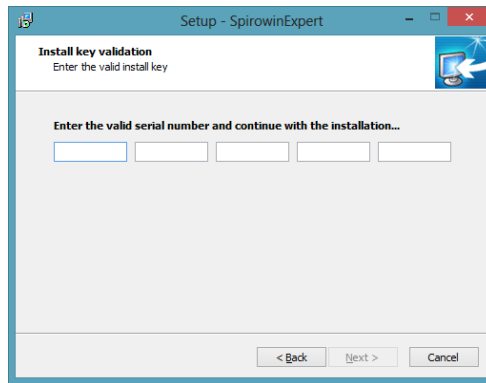 Setup - SpirowinExpert
Install key validation
Enter the valid install key
Enter the valid serial number and continue with the installation...
< Back
Next >
Cancel